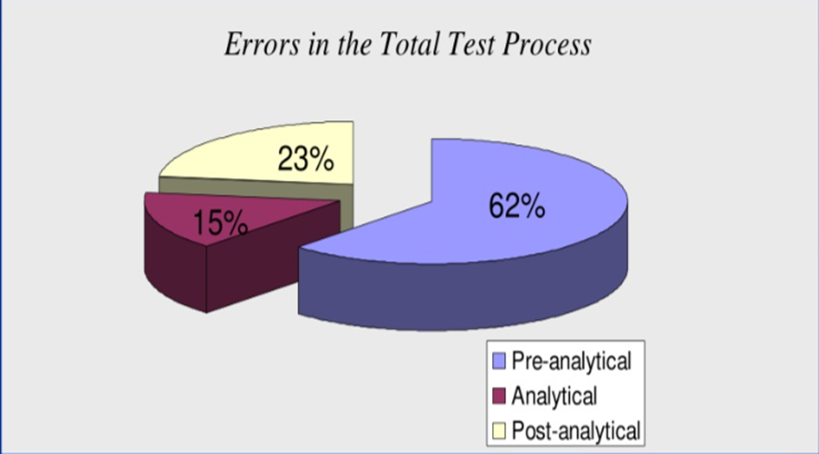 Errors in the Total Test Process
23%
62%
15%
Pre-analytical
Analytical
Post-analytical